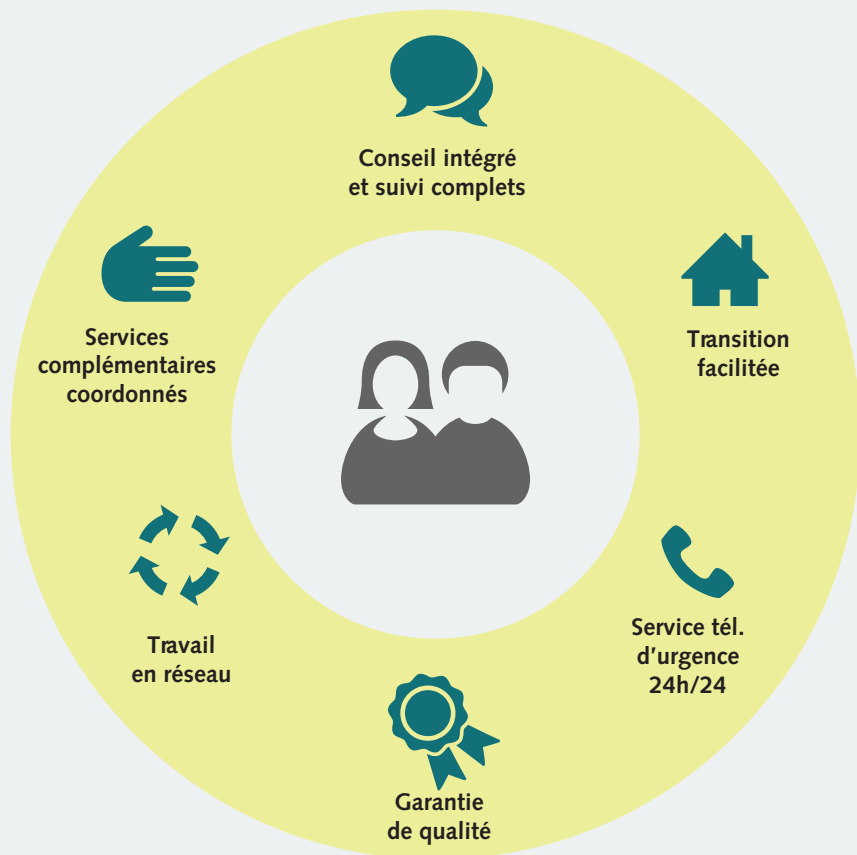 Conseil intégré
et suivi complets
Transition
facilitée
Service tél.
d'urgence
24h/24
Garantie
de qualité
Travail
en réseau
Services
complémentaires
coordonnés